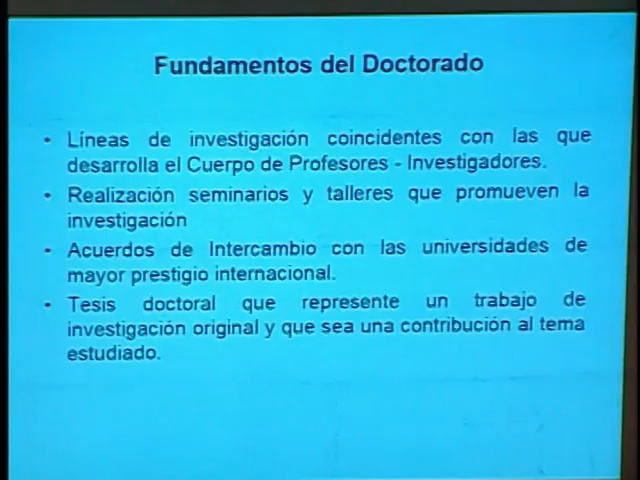 Fundamentos del Doctorado
• Líneas de investigación coincidentes con las que
desarrolla el Cuerpo de Profesores - Investigadores.
• Realización seminarios y talleres que promueven la
investigación
• Acuerdos de Intercambio con las universidades de
mayor prestigio internacional.
• Tesis doctoral que represente un trabajo de
investigación original y que sea una contribución al tema
estudiado.